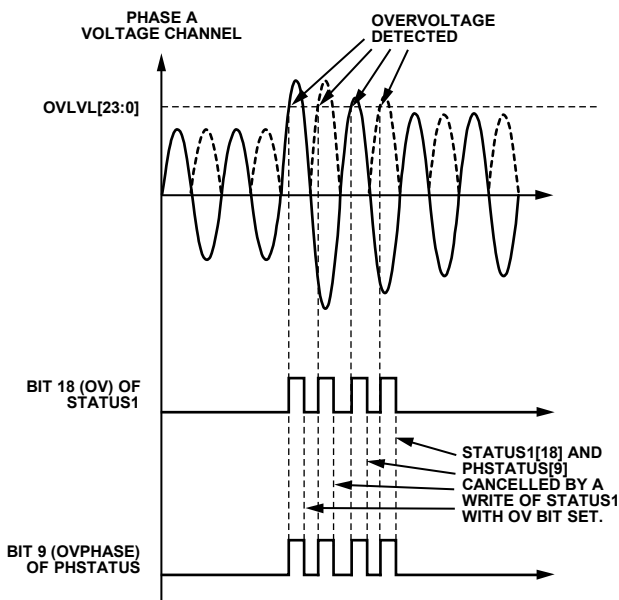 PHASE A
VOLTAGE CHANNEL
OVERVOLTAGE
DETECTED
OVLVL[23:0]
BIT 18 (OV) OF
STATUS1
STATUS1[18] AND
PHSTATUS[9]
CANCELLED BY A
WRITE OF STATUS1
WITH OV BIT SET.
BIT 9 (OVPHASE)
OF PHSTATUS